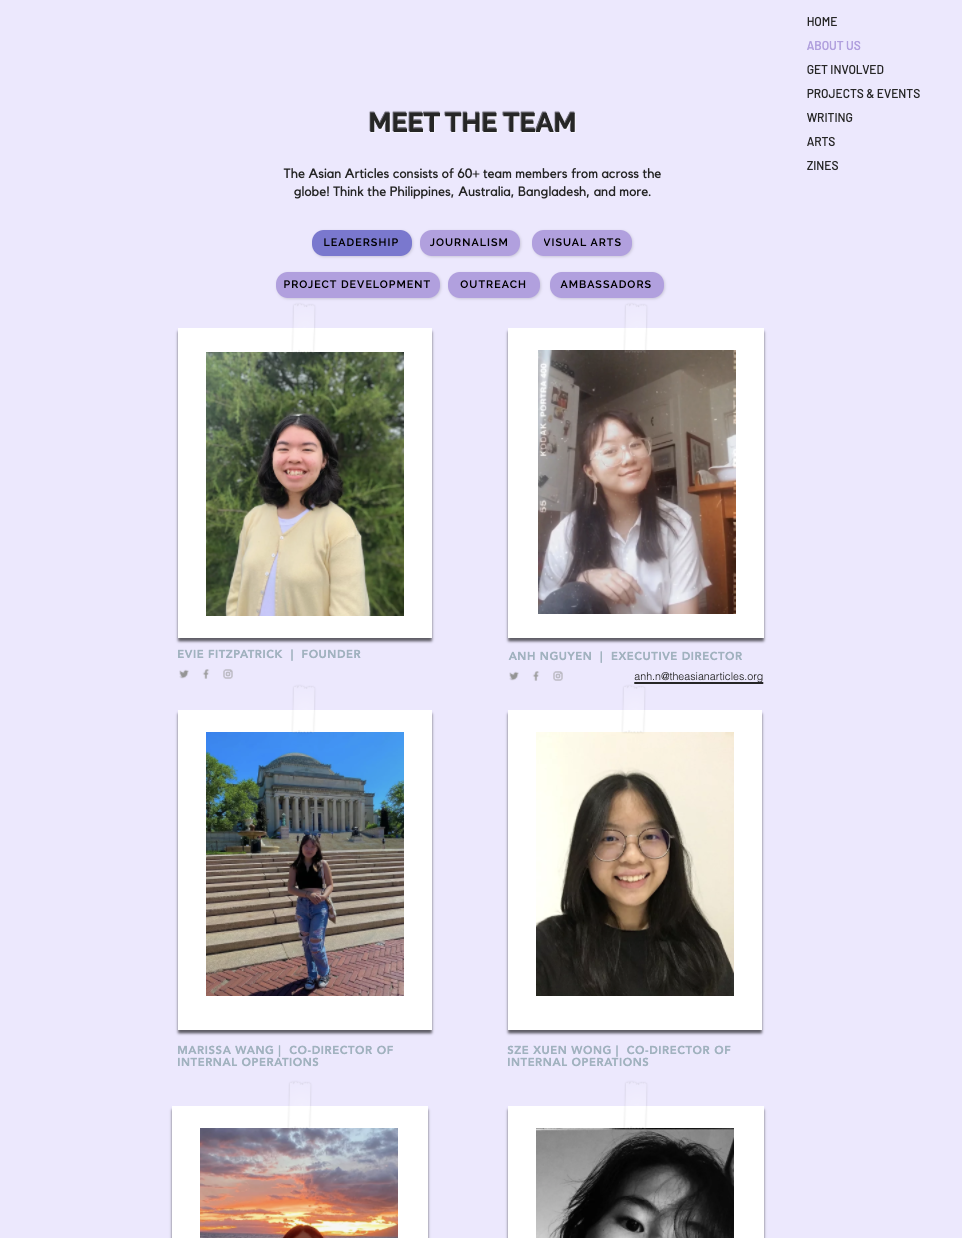 HOME
ABOUT US
GET INVOLVED
PROJECTS & EVENTS
WRITING
ARTS
ZINES
MEET THE TEAM
The Asian Articles consists of 60+ team members from across the
globe! Think the Philippines, Australia, Bangladesh, and more.
LEADERSHIP
JOURNALISM
VISUAL ARTS
PROJECT DEVELOPMENT
OUTREACH
AMBASSADORS
KODAK PORTRA 400
55
EVIE FITZPATRICK | FOUNDER
ANH NGUYEN | EXECUTIVE DIRECTOR
anh.n@theasianarticles.org
MARISSA WANG | CO-DIRECTOR OF
INTERNAL OPERATIONS
SZE XUEN WONG | CO-DIRECTOR OF
INTERNAL OPERATIONS